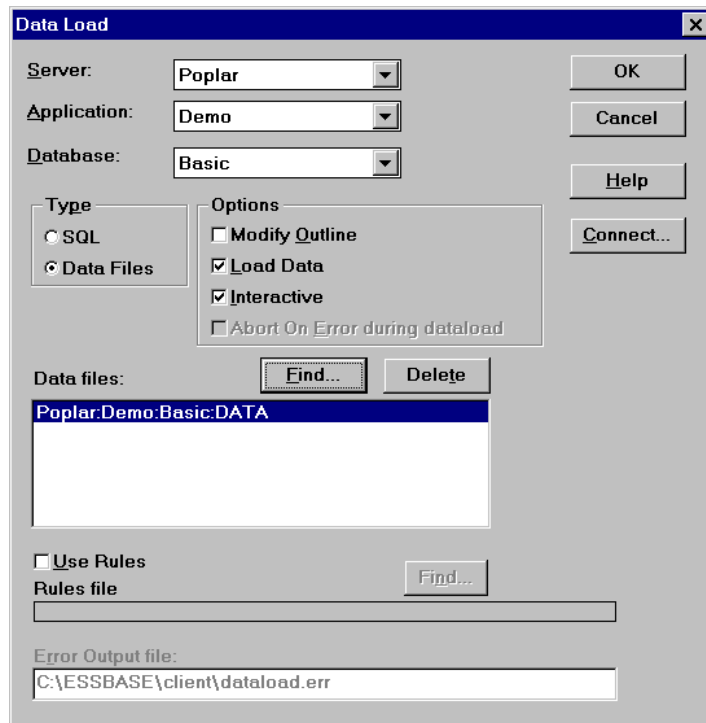 Data Load
Server:
Poplar
OK
Application:
Demo
Cancel
Database:
Basic
Help
Type
Options
Connect...
SQL
Modify Outline
Data Files
Load Data
Interactive
Abort On Error during dataload
Data files:
Find...
Delete
Poplar:Demo:Basic:DATA
Use Rules
Find...
Rules file
Error Output file:
C:\ESSBASE\client\dataload.err